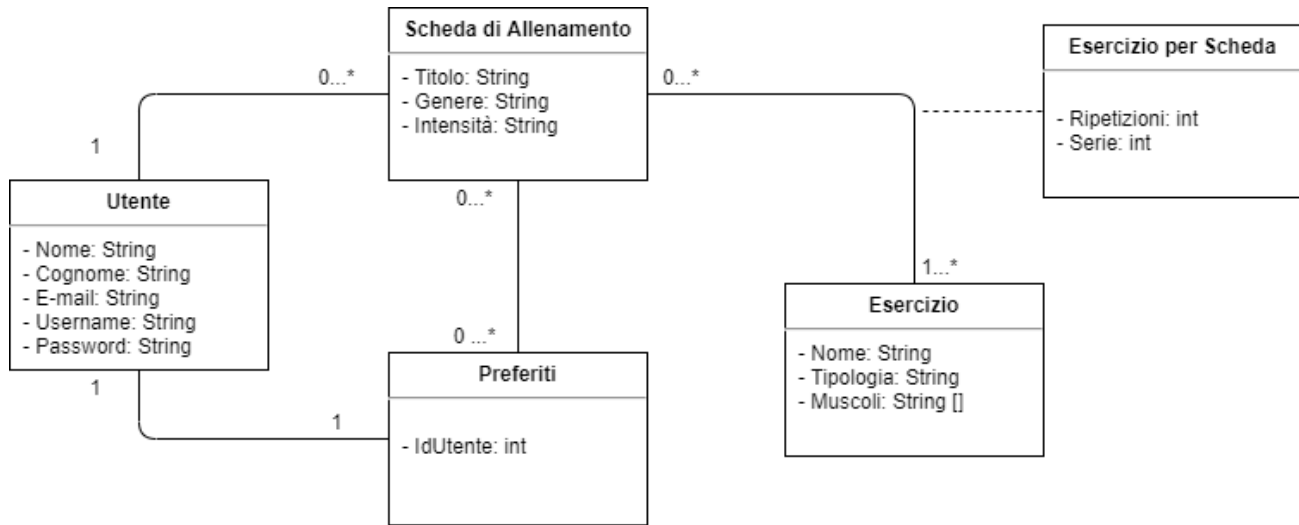 Scheda di Allenamento
- Titolo: String
- Genere: String
- Intensità: String
0...*
0...*
0...*
Esercizio per Scheda
- Ripetizioni: int
- Serie: int
1
Utente
- Nome: String
- Cognome: String
- E-mail: String
- Username: String
- Password: String
1
1
0 ...*
Preferiti
- IdUtente: int
1...*
Esercizio
- Nome: String
- Tipologia: String
- Muscoli: String []